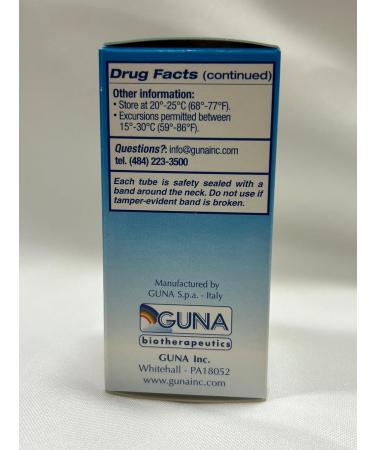 Drug Facts (continued)
Other information:
• Store at 20°-25°C (68°-77°F).
• Excursions permitted between
15°-30°C (59°-86°F).
Questions?: info@gunainc.com
tel. (484) 223-3500
Each tube is safety sealed with a
band around the neck. Do not use if
tamper-evident band is broken.
Manufactured by
GUNA S.p.a. - Italy
GUNA
biotherapeutics
GUNA Inc.
Whitehall - PA18052
www.gunainc.com